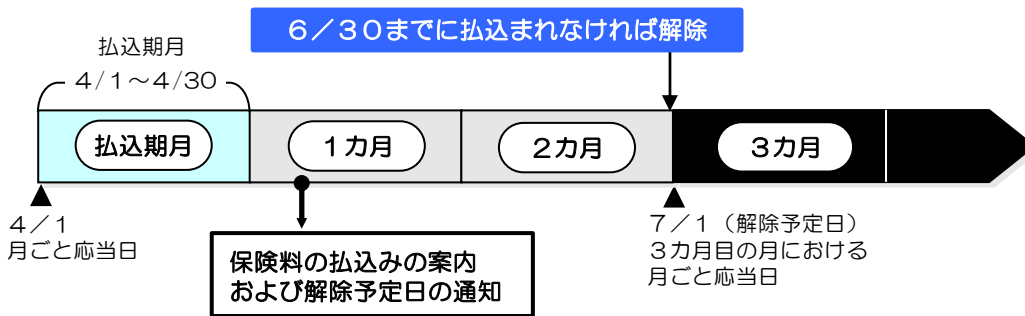 ６／３０までに払込まれなければ解除
払込期月
４/１～４/３０
払込期月
１カ月
２カ月
３カ月
４／１
月ごと応当日
保険料の払込みの案内
および解除予定日の通知
７／１（解除予定日）
３カ月目の月における
月ごと応当日